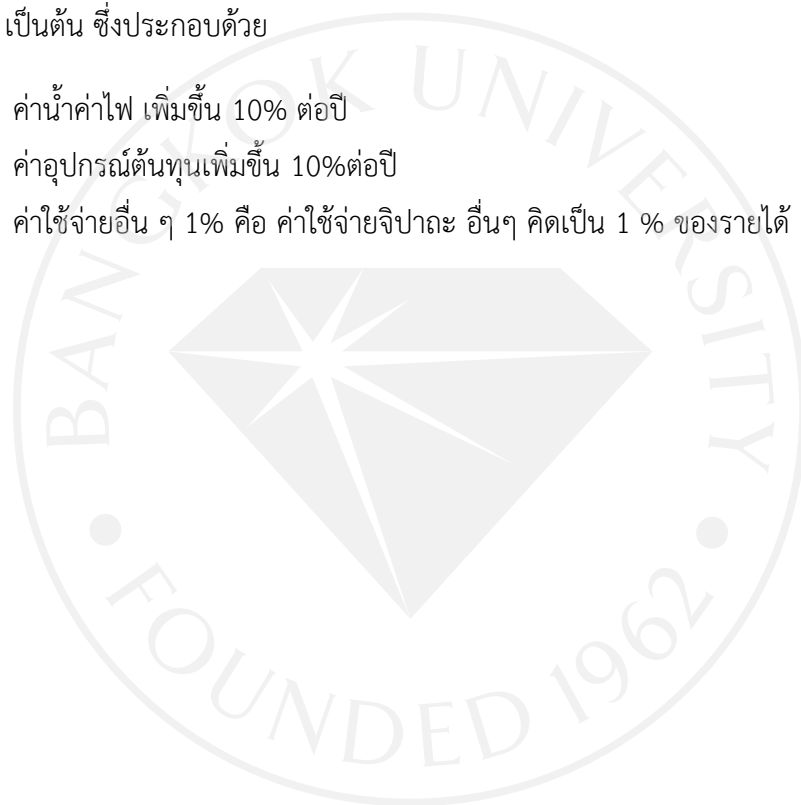 เป็นต้น ซึ่งประกอบด้วย
ค่าน้ำค่าไฟ เพิ่มขึ้น 10% ต่อปี
ค่าอุปกรณ์ต้นทุนเพิ่มขึ้น 10%ต่อปี
ค่าใช้จ่ายอื่น ๆ 1% คือ ค่าใช้จ่ายจิปาถะ อื่นๆ คิดเป็น 1 % ของรายได้
BANGKOK UNIVERSITY
FOUNDED 1962